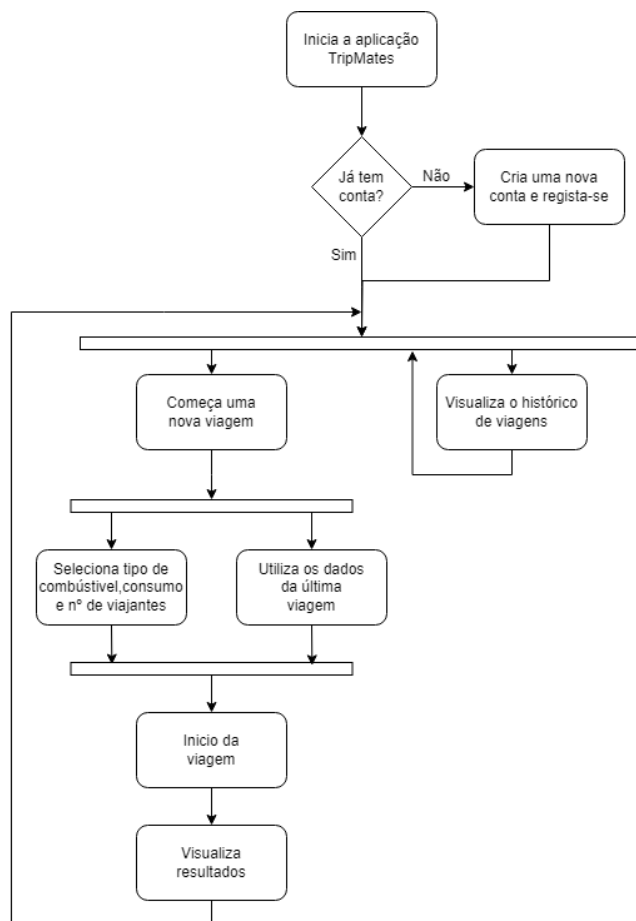 Inicia a aplicação
TripMates
Já tem
conta?
Não
Cria uma nova
conta e regista-se
Sim
Começa uma
nova viagem
Visualiza o histórico
de viagens
Seleciona tipo de
combústivel,consumo
e nº de viajantes
Utiliza os dados
da última
viagem
Inicio da
viagem
Visualiza
resultados